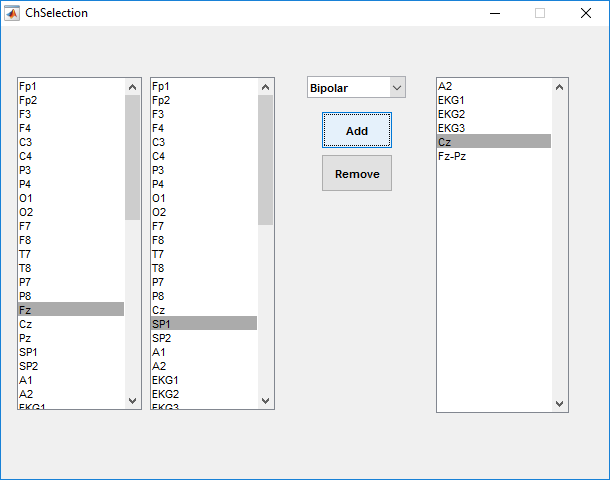 ChSelection
Fp1
Fp2
F3
F4
C3
C4
P3
P4
O1
O2
F7
F8
T7
T8
P7
P8
Fz
Cz
Pz
SP1
SP2
A1
A2
EKG1
Fp1
Fp2
F3
F4
C3
C4
P3
P4
O1
O2
F7
F8
T7
T8
P7
P8
Cz
SP1
SP2
A1
A2
EKG1
EKG2
EKG3
Bipolar
Add
Remove
A2
EKG1
EKG2
EKG3
Cz
Fz-Pz